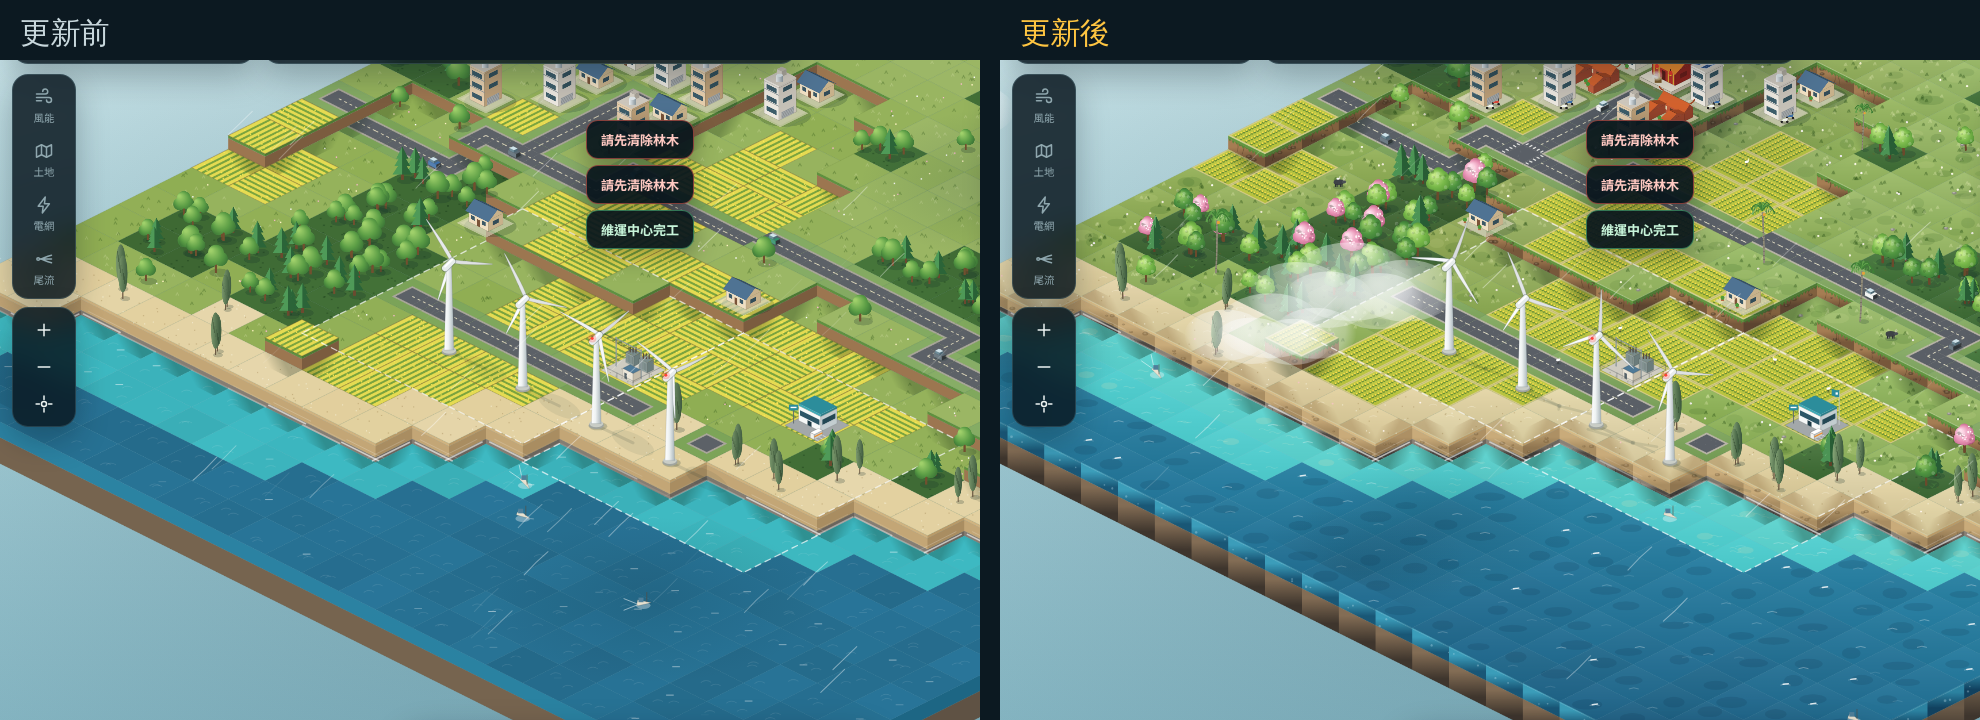 更新前
更新後
風能
土地
電網
尾流
請先清除林木
請先清除林木
維運中心完工
風能
土地
電網
尾流
請先清除林木
請先清除林木
維運中心完工